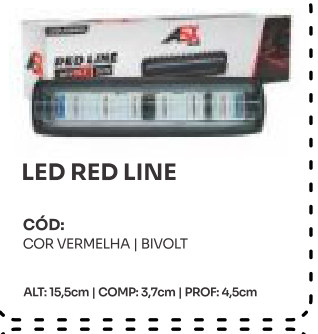 RED LINE
LED RED LINE
CÓD:
COR VERMELHA | BIVOLT
ALT: 15,5cm | COMP: 3,7cm | PROF: 4,5cm